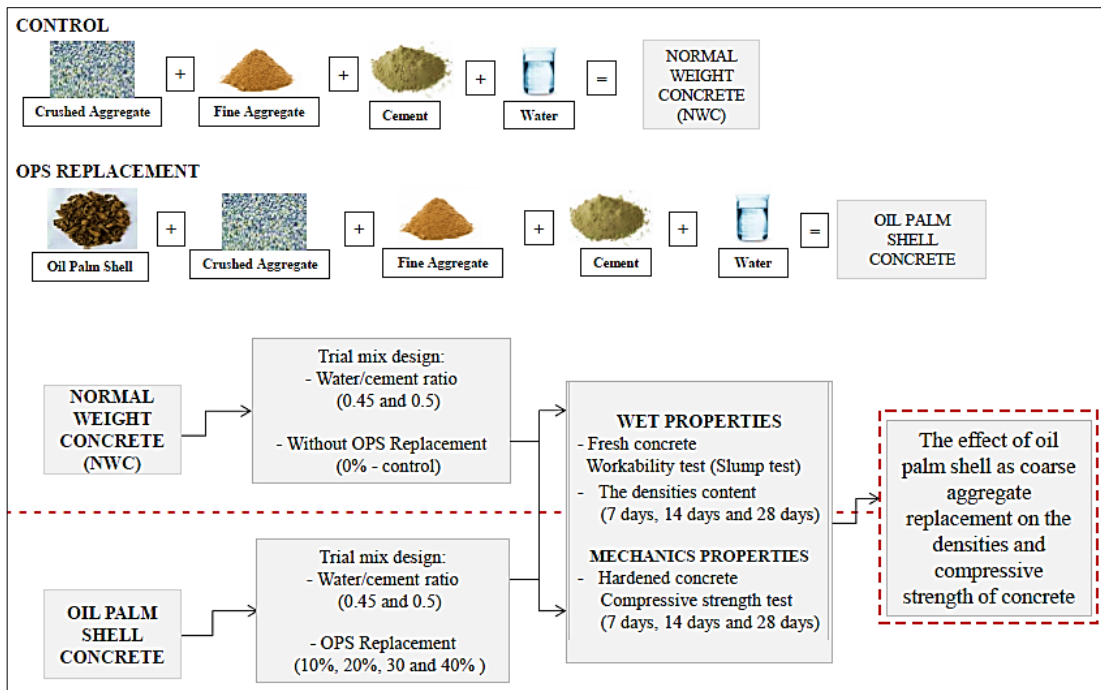 CONTROL
+
+
+
=
NORMAL
WEIGHT
CONCRETE
(NWC)
Crushed Aggregate
Fine Aggregate
Cement
Water
OPS REPLACEMENT
+
+
+
+
=
OIL PALM
SHELL
CONCRETE
Oil Palm Shell
Crushed Aggregate
Fine Aggregate
Cement
Water
NORMAL
WEIGHT
CONCRETE
(NWC)
Trial mix design:
- Water/cement ratio
(0.45 and 0.5)
- Without OPS Replacement
(0% - control)
OIL PALM
SHELL
CONCRETE
Trial mix design:
- Water/cement ratio
(0.45 and 0.5)
- OPS Replacement
(10%, 20%, 30 and 40% )
WET PROPERTIES
- Fresh concrete
Workability test (Slump test)
- The densities content
(7 days, 14 days and 28 days)
MECHANICS PROPERTIES
- Hardened concrete
Compressive strength test
(7 days, 14 days and 28 days)
The effect of oil
palm shell as coarse
aggregate
replacement on the
densities and
compressive
strength of concrete